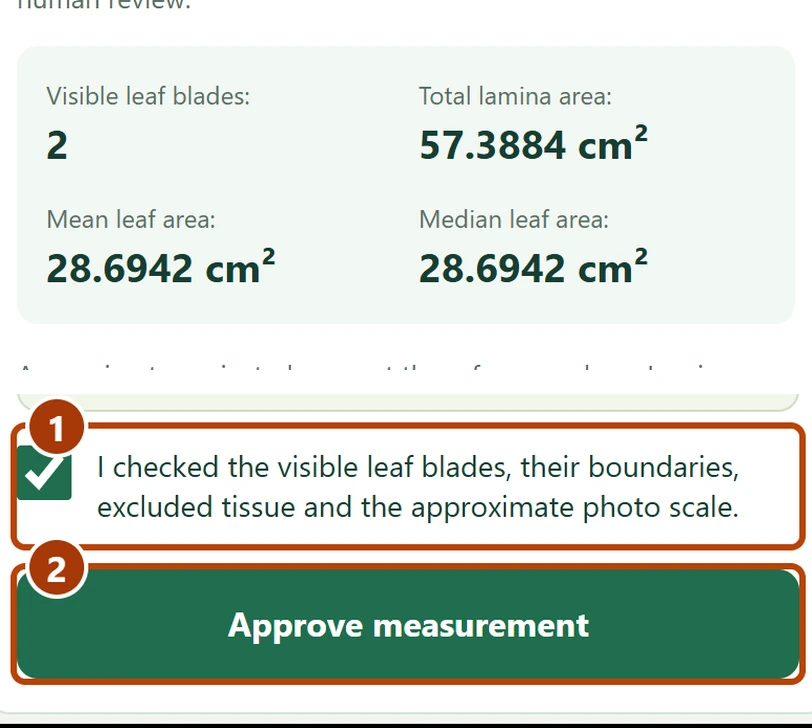 human review.
Visible leaf blades:
2
Total lamina area:
57.3884 cm²
Mean leaf area:
28.6942 cm²
Median leaf area:
28.6942 cm²
1
I checked the visible leaf blades, their boundaries,
excluded tissue and the approximate photo scale.
2
Approve measurement